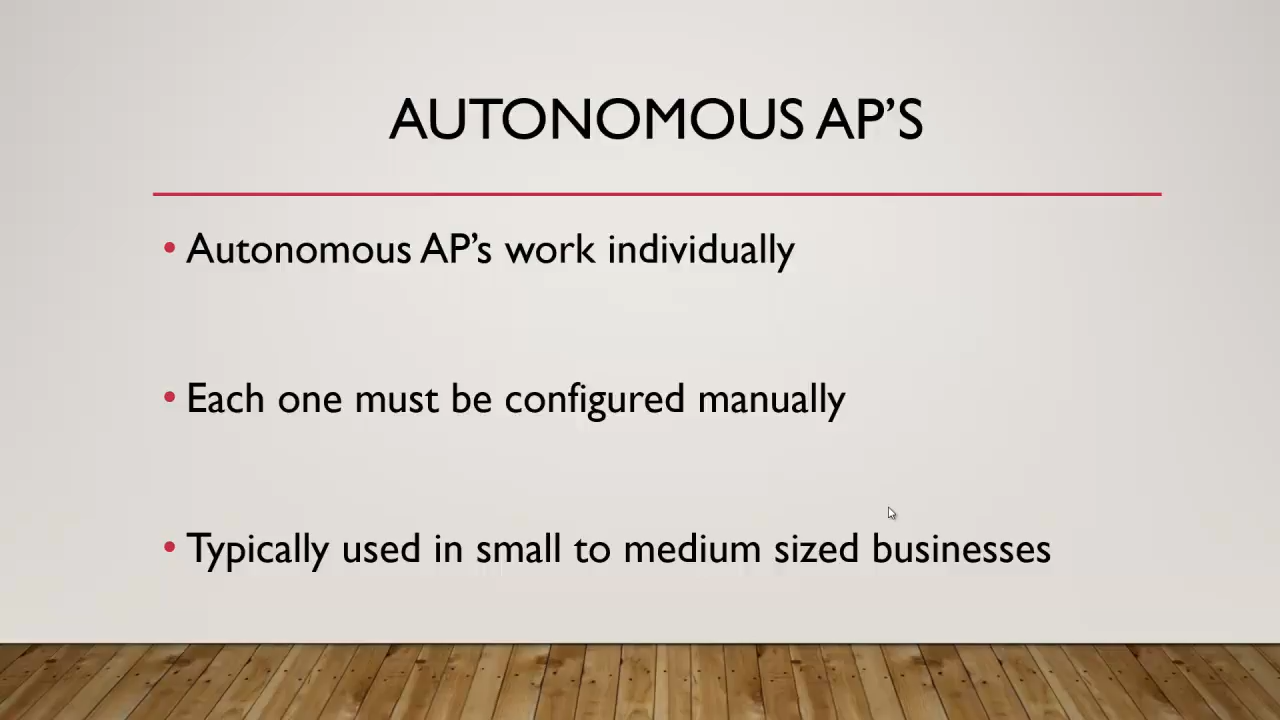 AUTONOMOUS AP’S
• Autonomous AP’s work individually
• Each one must be configured manually
• Typically used in small to medium sized businesses